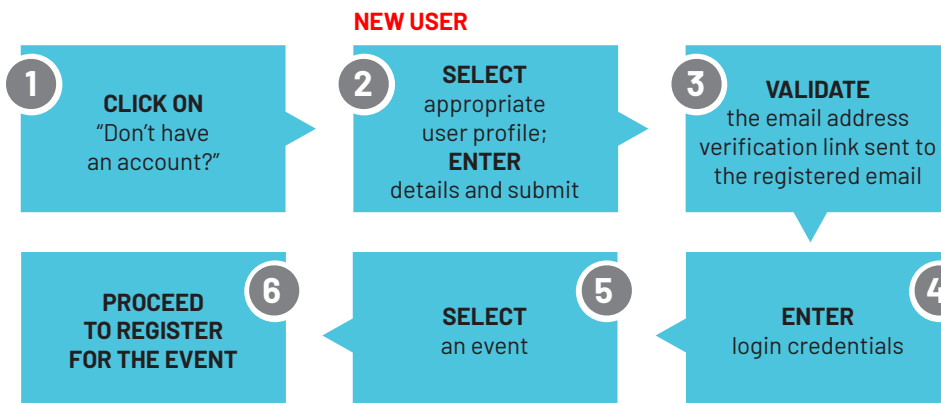 NEW USER
1
CLICK ON
“Don’t have
an account?”
2
SELECT
appropriate
user profile;
ENTER
details and submit
3
VALIDATE
the email address
verification link sent to
the registered email
4
ENTER
login credentials
5
SELECT
an event
6
PROCEED
TO REGISTER
FOR THE EVENT